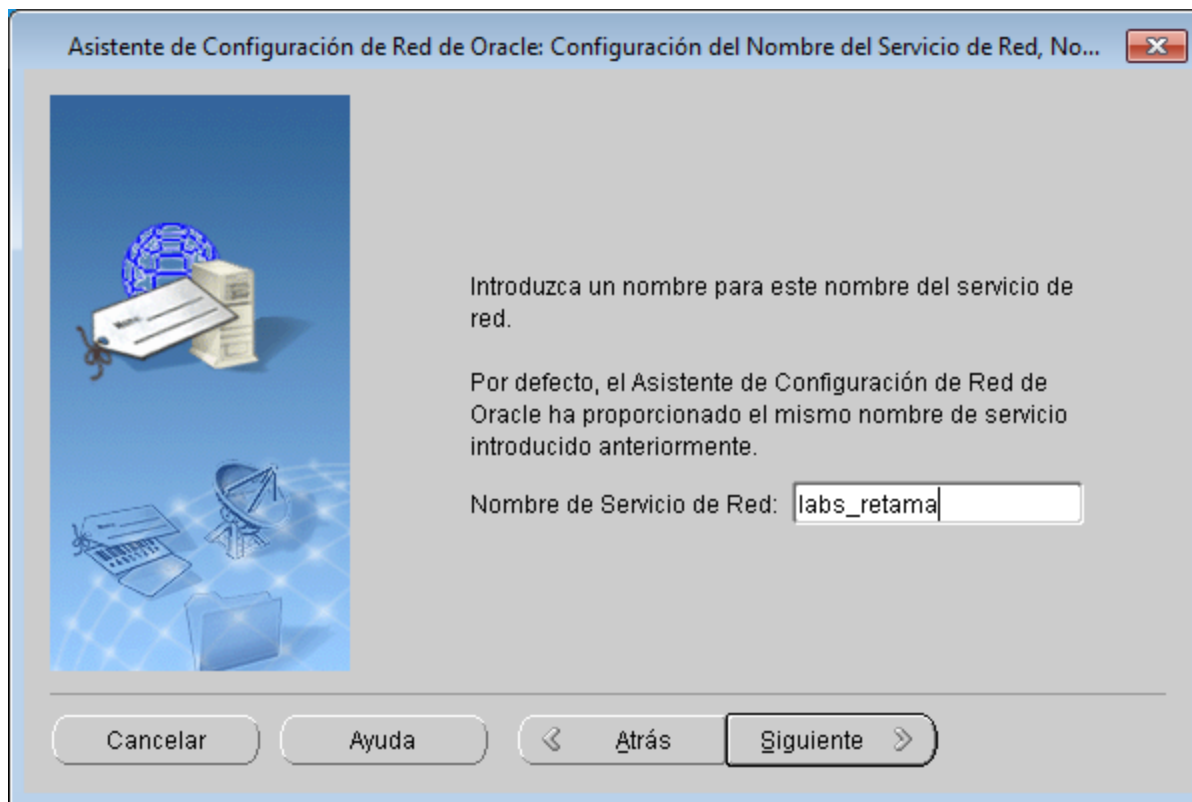 Asistente de Configuración de Red de Oracle: Configuración del Nombre del Servicio de Red, No...
Introduzca un nombre para este nombre del servicio de
red.
Por defecto, el Asistente de Configuración de Red de
Oracle ha proporcionado el mismo nombre de servicio
introducido anteriormente.
Nombre de Servicio de Red: labs_retama
Cancelar Ayuda Atrás Siguiente